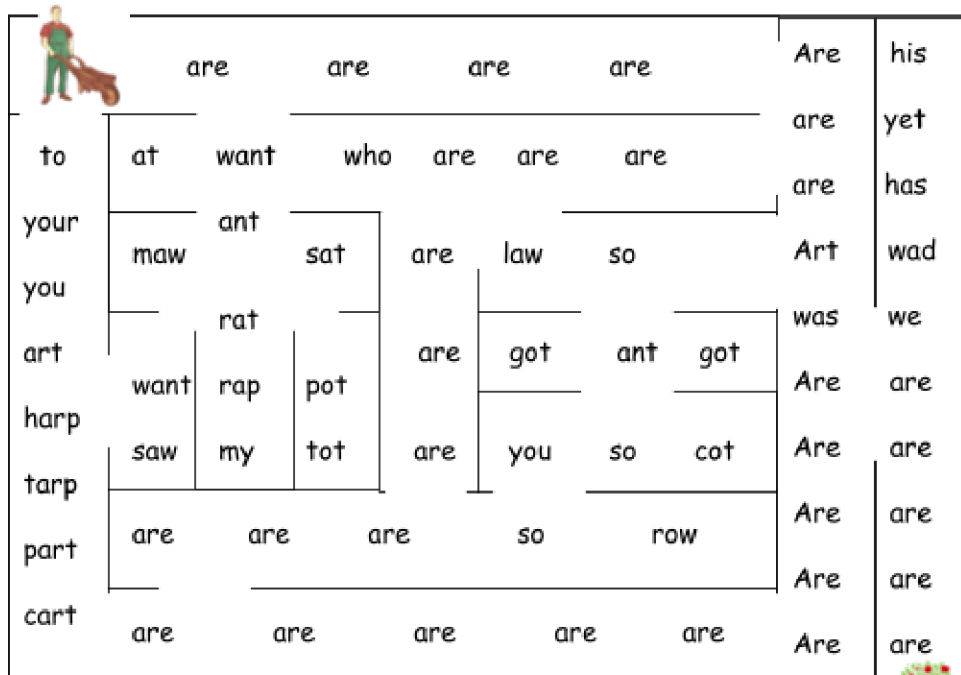 are are are are Are his
are yet
to at want who are are are
are has
your ant
maw sat are law so Art wad
you
rat was we
art are got ant got
want rap pot Are are
harp
saw my tot are you so cot Are are
tarp
Are are
are are are so row
part
Are are
cart
are are are are are Are are